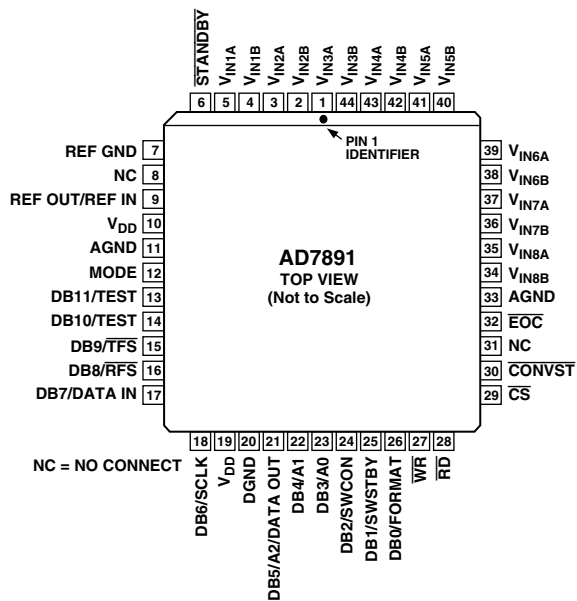 STANDBY
VIN1A
VIN1B
VIN2A
VIN2B
VIN3A
VIN3B
VIN4A
VIN4B
VIN5A
VIN5B
6 5 4 3 2 1 44 43 42 41 40
PIN 1
IDENTIFIER
REF GND 7
NC 8
REF OUT/REF IN 9
VDD 10
AGND 11
MODE 12
DB11/TEST 13
DB10/TEST 14
DB9/TFS 15
DB8/RFS 16
DB7/DATA IN 17
AD7891
TOP VIEW
(Not to Scale)
39 VIN6A
38 VIN6B
37 VIN7A
36 VIN7B
35 VIN8A
34 VIN8B
33 AGND
32 EOC
31 NC
30 CONVST
29 CS
18 19 20 21 22 23 24 25 26 27 28
NC = NO CONNECT
DB6/SCLK
VDD
DGND
DB5/A2/DATA OUT
DB4/A1
DB3/A0
DB2/SWCON
DB1/SWSTBY
DB0/FORMAT
WR
RD